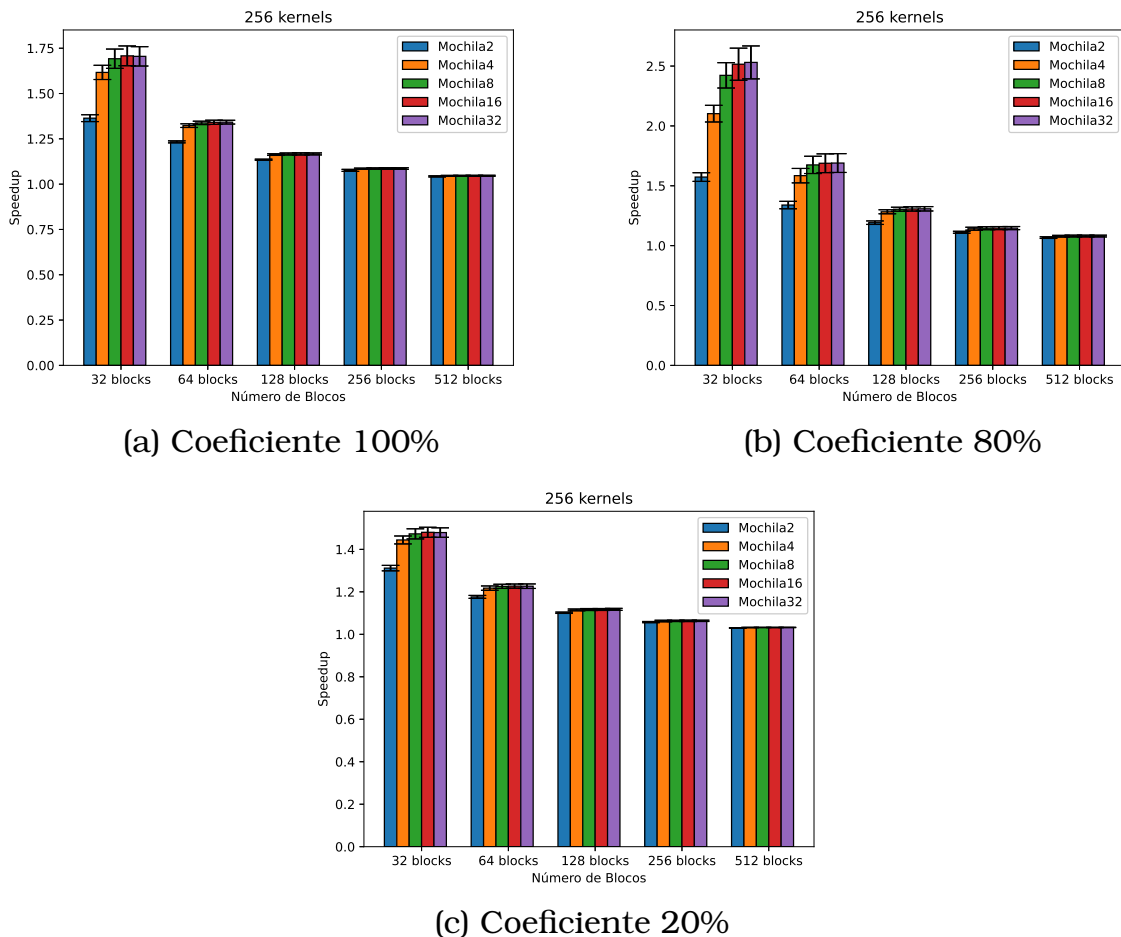 256 kernels
Speedup
1.75
1.50
1.25
1.00
0.75
0.50
0.25
0.00
Mochila2
Mochila4
Mochila8
Mochila16
Mochila32
32 blocks 64 blocks 128 blocks 256 blocks 512 blocks
Número de Blocos
(a) Coeficiente 100%
256 kernels
Speedup
2.5
2.0
1.5
1.0
0.5
0.0
Mochila2
Mochila4
Mochila8
Mochila16
Mochila32
32 blocks 64 blocks 128 blocks 256 blocks 512 blocks
Número de Blocos
(b) Coeficiente 80%
256 kernels
Speedup
1.4
1.2
1.0
0.8
0.6
0.4
0.2
0.0
Mochila2
Mochila4
Mochila8
Mochila16
Mochila32
32 blocks 64 blocks 128 blocks 256 blocks 512 blocks
Número de Blocos
(c) Coeficiente 20%